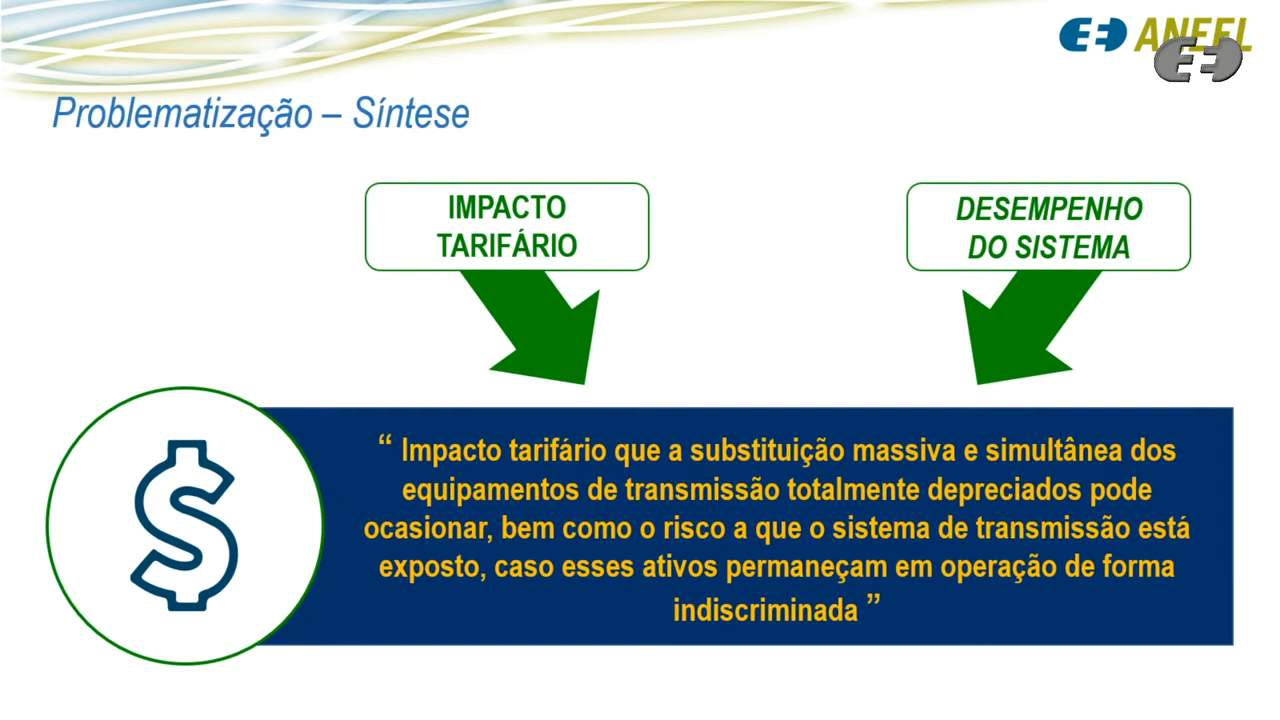 ANEEL
Problematização – Síntese
IMPACTO
TARIFÁRIO
DESEMPENHO
DO SISTEMA
“ Impacto tarifário que a substituição massiva e simultânea dos
equipamentos de transmissão totalmente depreciados pode
ocasionar, bem como o risco a que o sistema de transmissão está
exposto, caso esses ativos permaneçam em operação de forma
indiscriminada ”